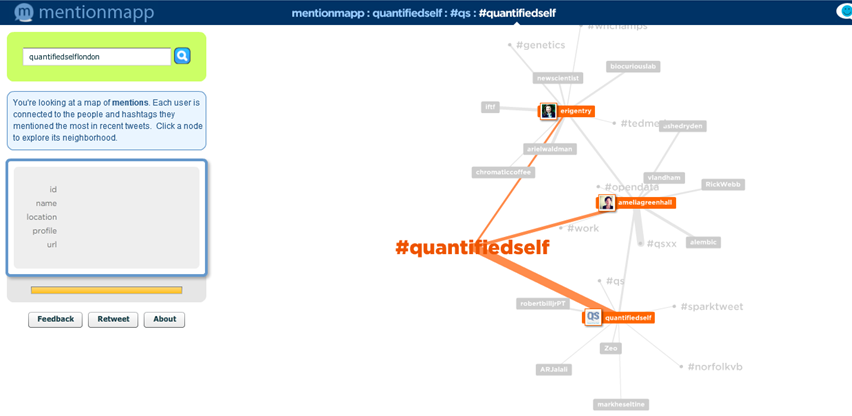 mentionmapp
mentionmapp : quantifiedself : #qs : #quantifiedself
quantifiedselflondon
You're looking at a map of mentions. Each user is
connected to the people and hashtags they
mentioned the most in recent tweets. Click a node
to explore its neighborhood.
id
name
location
profile
url
Feedback
Retweet
About
#whchamps
#genetics
biocuriouslab
newscientist
iftf
erigentry
#tedmed
ashedryden
arielwaldman
chromaticcoffee
vlandham
#opendata
RickWebb
ameliagreenhall
#work
alembic
#qsxx
#quantifiedself
#qs
robertbilljrPT
#sparktweet
QS
quantifiedself
Zeo
ARJalali
#norfolkvb
markheseltine